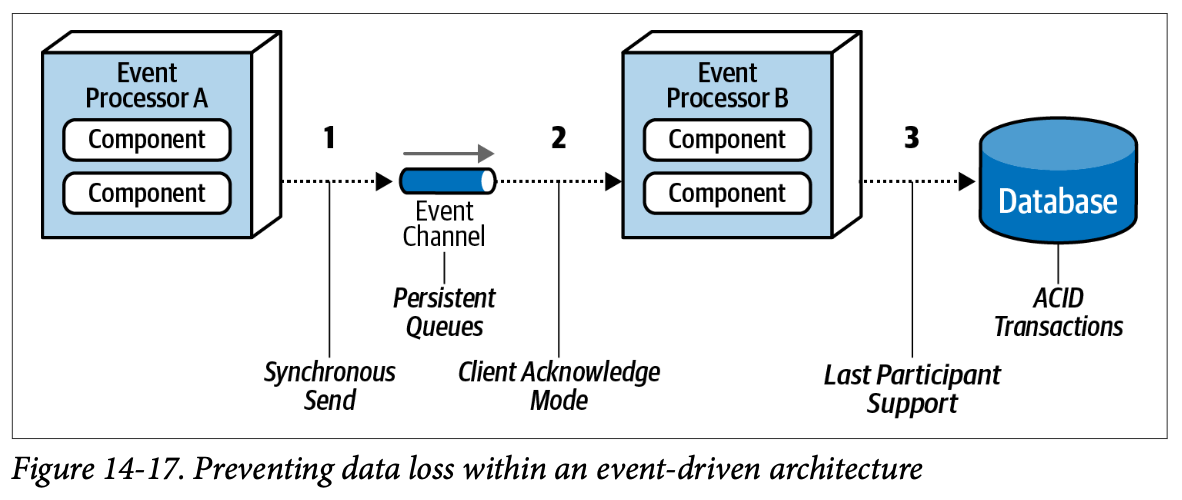 Event
Processor A
Component
Component
1
Event
Channel
Persistent
Queues
Synchronous
Send
2
Client Acknowledge
Mode
Event
Processor B
Component
Component
3
Last Participant
Support
Database
ACID
Transactions
Figure 14-17. Preventing data loss within an event-driven architecture